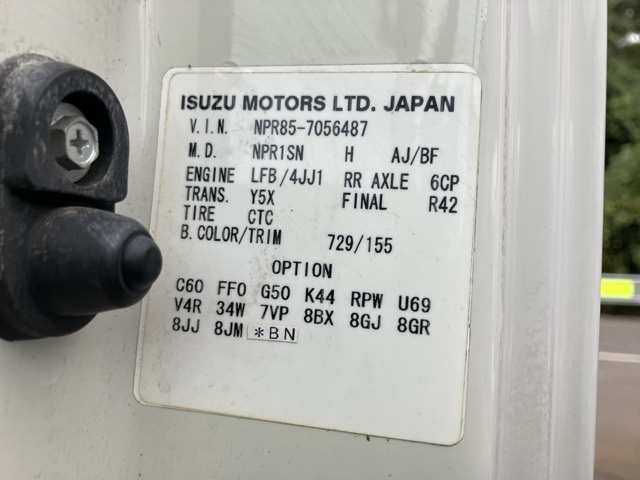 ISUZU MOTORS LTD. JAPAN
V.I.N. NPR85-7056487
M.D. NPR1SN H AJ/BF
ENGINE LFB/4JJ1 RR AXLE 6CP
TRANS. Y5X FINAL R42
TIRE CTC
B.COLOR/TRIM 729/155
OPTION
C60 FF0 G50 K44 RPW U69
V4R 34W 7VP 8BX 8GJ 8GR
8JJ 8JM *BN